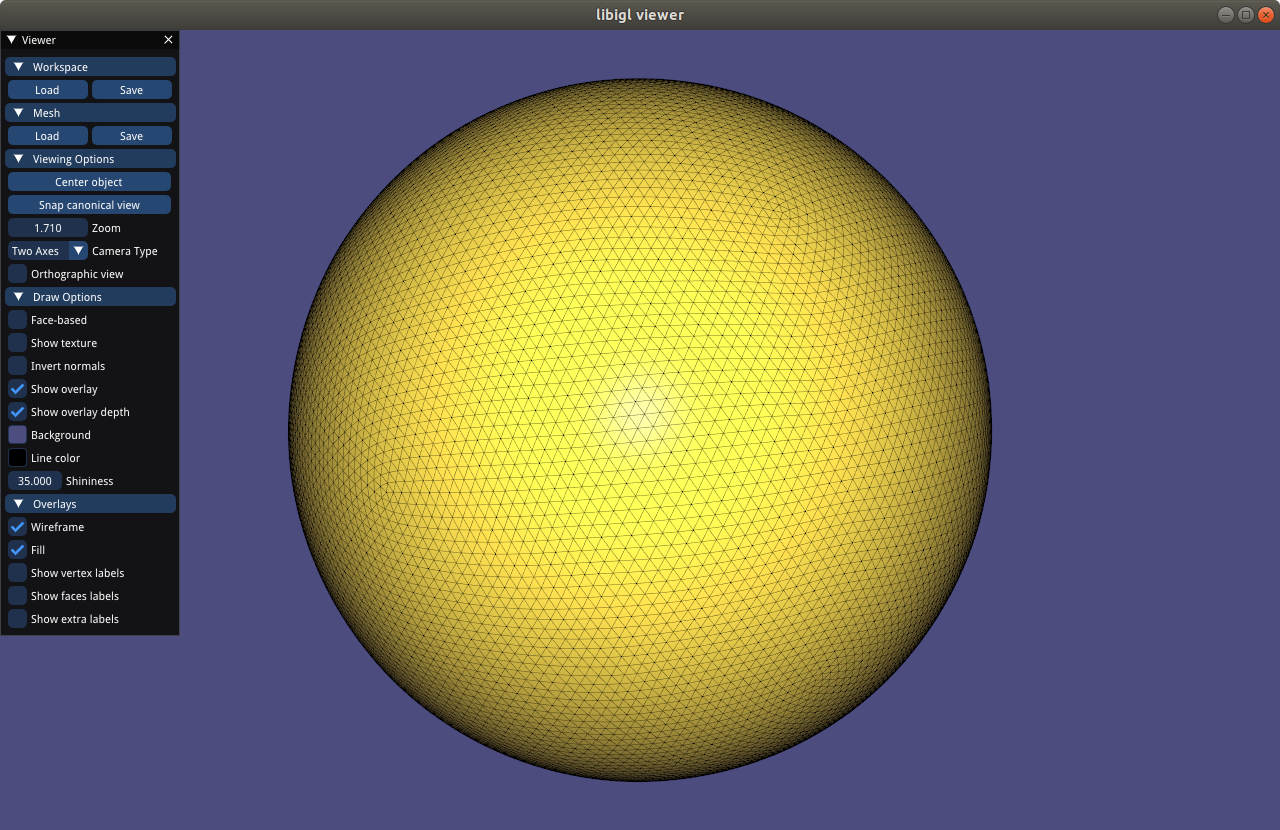 libigl viewer
Viewer
Workspace
Load Save
Mesh
Load Save
Viewing Options
Center object
Snap canonical view
1.710 Zoom
Two Axes Camera Type
Orthographic view
Draw Options
Face-based
Show texture
Invert normals
Show overlay
Show overlay depth
Background
Line color
35.000 Shininess
Overlays
Wireframe
Fill
Show vertex labels
Show faces labels
Show extra labels